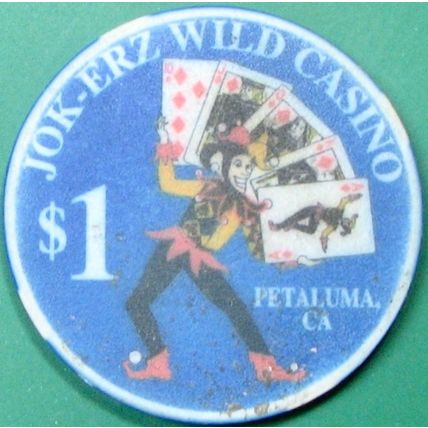 JOK-ERZ WILD CASINO
$1
PETALUMA,
CA